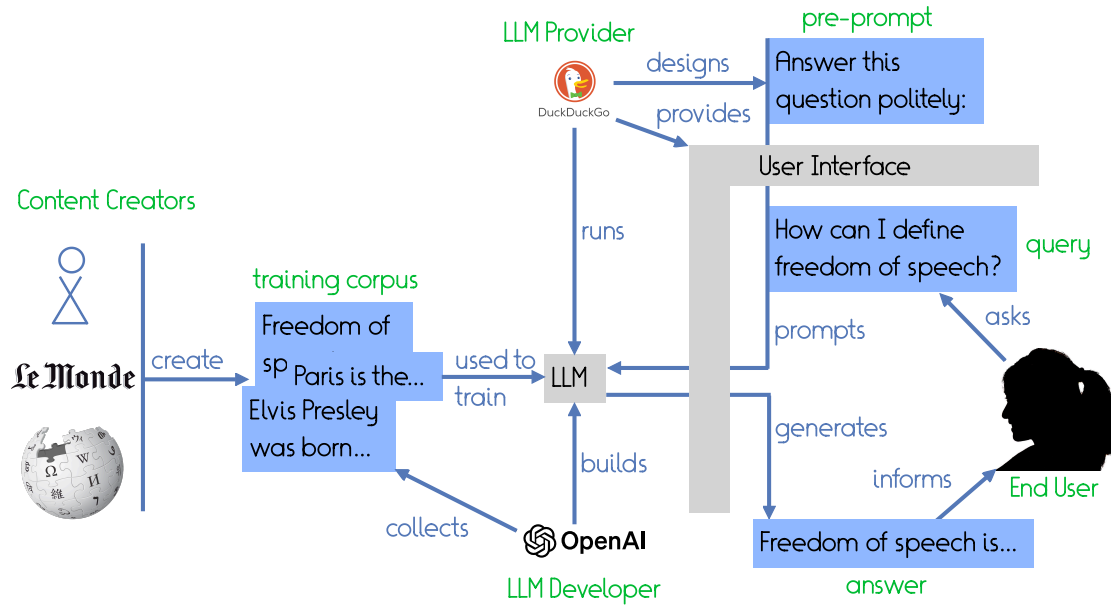 LLM Provider
DuckDuckGo
designs
provides
pre-prompt
Answer this
question politely:
User Interface
Content Creators
Le Monde
create
training corpus
Freedom of
sp
Paris is the...
Elvis Presley
was born...
used to
train
runs
LLM
builds
collects
OpenAI
LLM Developer
How can I define
freedom of speech?
query
prompts
asks
generates
informs
End User
Freedom of speech is...
answer